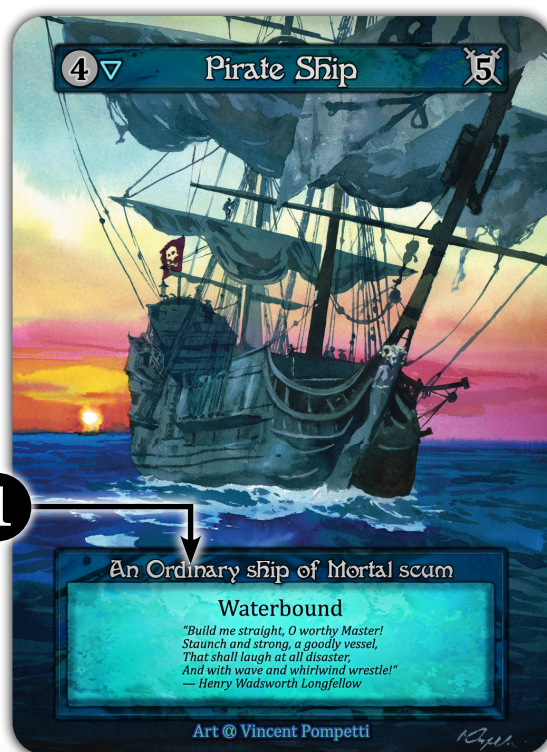 4 Pirate Ship 5
1
An Ordinary ship of Mortal scum
Waterbound
“Build me straight, O worthy Master!
Staunch and strong, a goodly vessel,
That shall laugh at all disaster,
And with wave and whirlwind wrestle!”
— Henry Wadsworth Longfellow
Art @ Vincent Pompetti